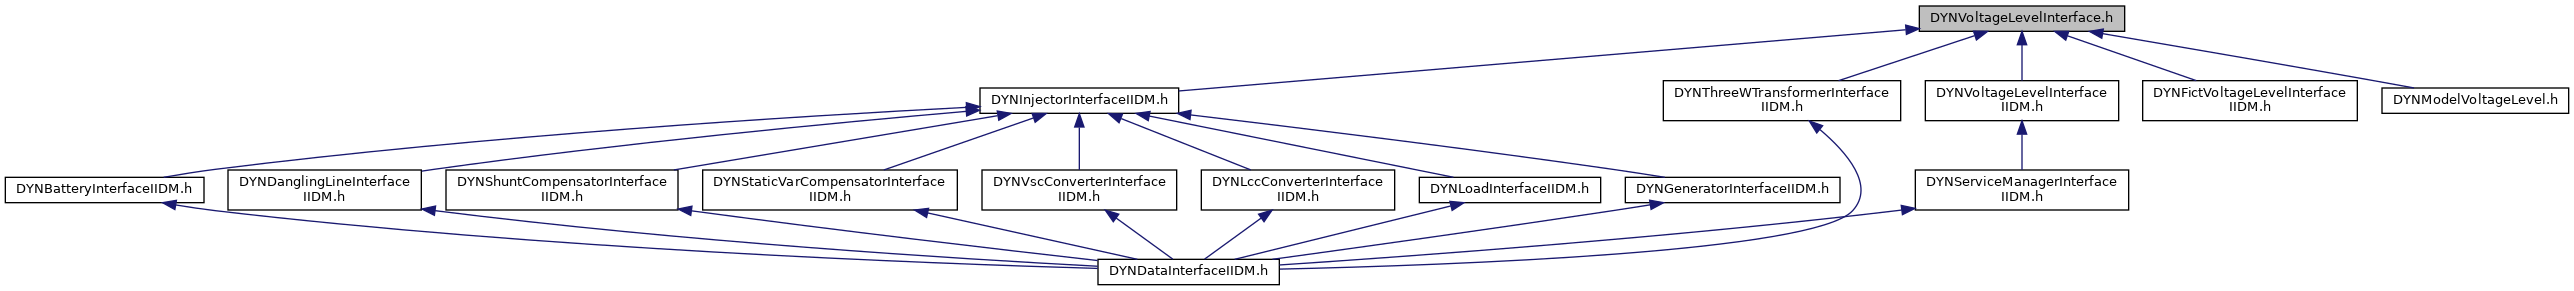 DYNVoltageLevelInterface.h
DYNInjectorInterfaceIIDM.h
DYNThreeWTransformerInterface
IIDM.h
DYNVoltageLevelInterface
IIDM.h
DYNFictVoltageLevelInterface
IIDM.h
DYNModelVoltageLevel.h
DYNBatteryInterfaceIIDM.h
DYNDanglingLineInterface
IIDM.h
DYNShuntCompensatorInterface
IIDM.h
DYNStaticVarCompensatorInterface
IIDM.h
DYNVscConverterInterface
IIDM.h
DYNLccConverterInterface
IIDM.h
DYNLoadInterfaceIIDM.h
DYNGeneratorInterfaceIIDM.h
DYNServiceManagerInterface
IIDM.h
DYNDataInterfaceIIDM.h